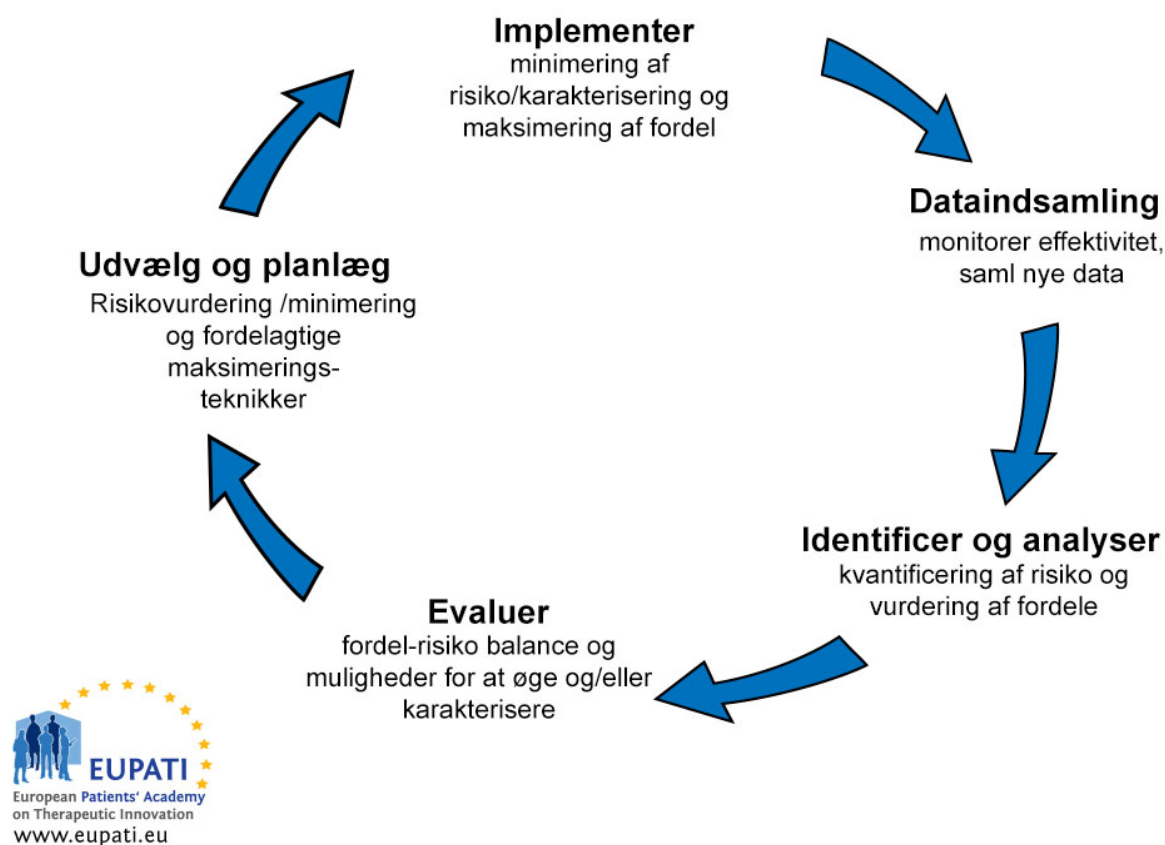 Implementer
minimering af
risiko/karakterisering og
maksimering af fordel
Dataindsamling
monitorer effektivitet,
saml nye data
Identificer og analyser
kvantificering af risiko og
vurdering af fordele
Evaluer
fordel-risiko balance og
muligheder for at øge og/eller
karakterisere
Udvælg og planlæg
Risikovurdering /minimering
og fordelagtige
maksimerings-
teknikker
EUPATI
European Patients' Academy
on Therapeutic Innovation
www.eupati.eu